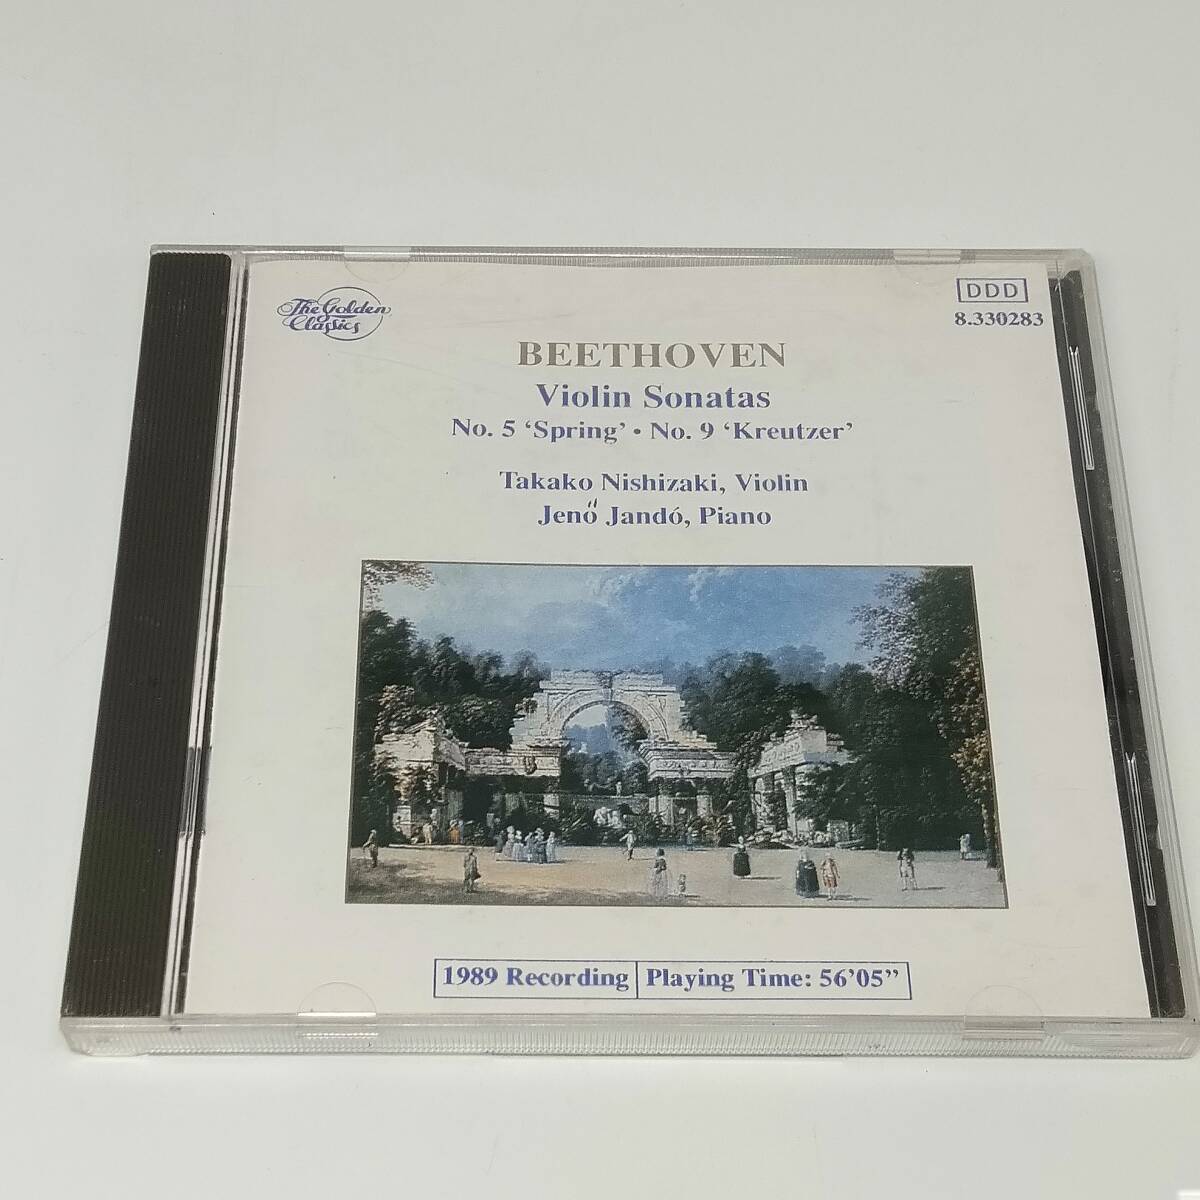 The Golden
Classics
DDD
8.330283
BEETHOVEN
Violin Sonatas
No. 5 ‘Spring’ • No. 9 ‘Kreutzer’
Takako Nishizaki, Violin
Jenő Jandó, Piano
1989 Recording Playing Time: 56’05”